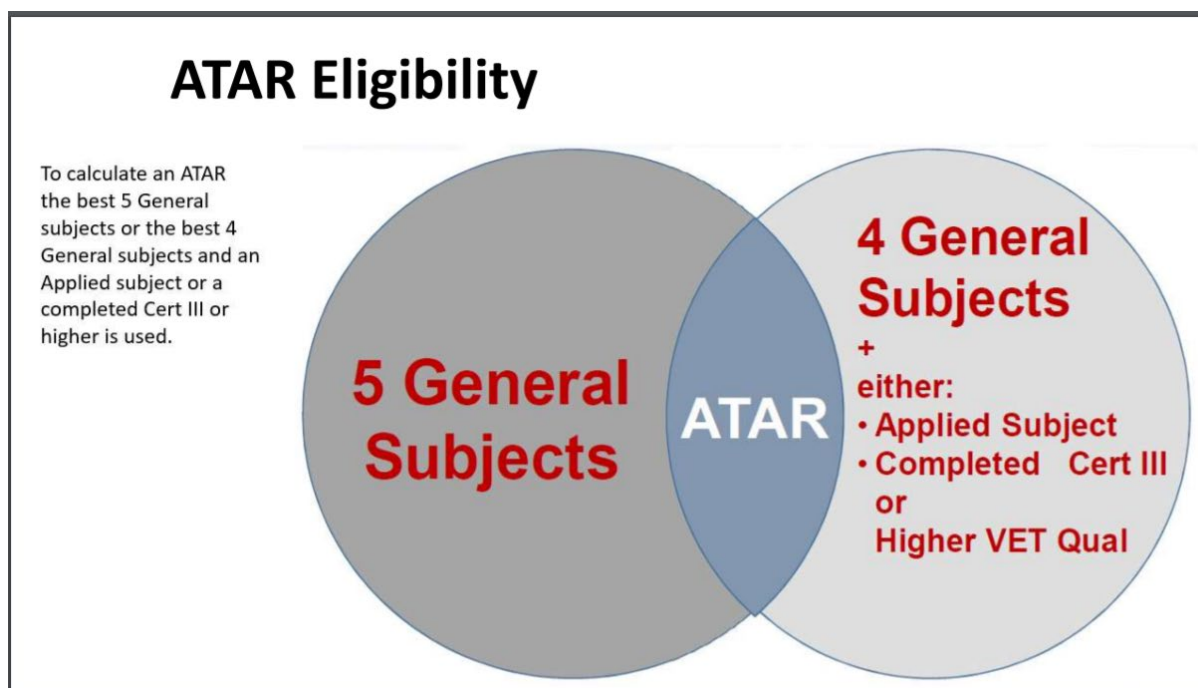 ATAR Eligibility
To calculate an ATAR
the best 5 General
subjects or the best 4
General subjects and an
Applied subject or a
completed Cert III or
higher is used.
5 General
Subjects
ATAR
4 General
Subjects
+
either:
• Applied Subject
• Completed Cert III
or
Higher VET Qual